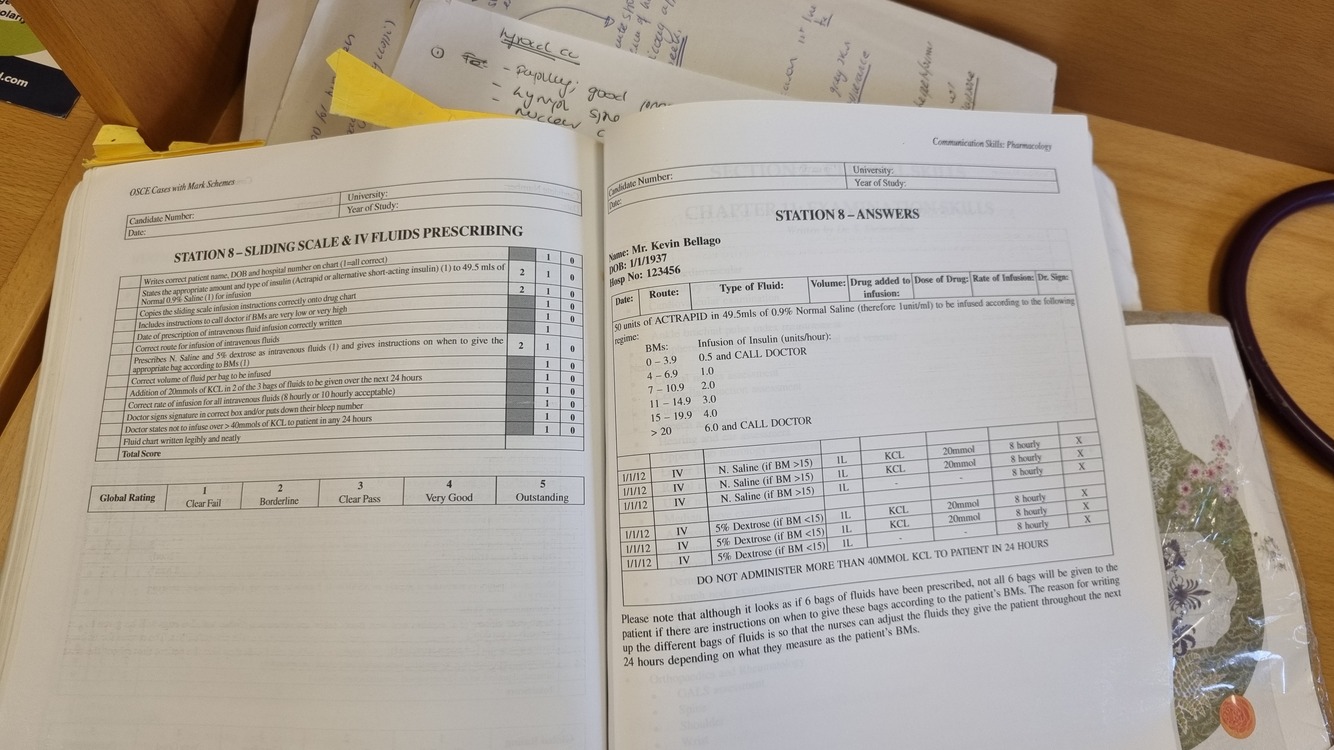 olar
d.com
- Papillary; good
OSCE Cases with Mark Schemes
Candidate Number:
University:
Date:
Year of Study:
STATION 8 – SLIDING SCALE & IV FLUIDS PRESCRIBING
Writes correct patient name, DOB and hospital number on chart (1=all correct) 1 0
States the appropriate amount and type of insulin (Actrapid or alternative short-acting insulin) (1) to 49.5 mls of
Normal 0.9% Saline (1) for infusion 2 1 0
Copies the sliding scale infusion instructions correctly onto drug chart 2 1 0
Includes instructions to call doctor if BMs are very low or very high 1 0
Date of prescription of intravenous fluid infusion correctly written 1 0
Correct route for infusion of intravenous fluids 1
Prescribes N. Saline and 5% dextrose as intravenous fluids (1) and gives instructions on when to give the
appropriate bag according to BMs (1) 2 1 0
Correct volume of fluid per bag to be infused 1 0
Addition of 20mmols of KCL in 2 of the 3 bags of fluids to be given over the next 24 hours 1 0
Correct rate of infusion for all intravenous fluids (8 hourly or 10 hourly acceptable) 1 0
Doctor signs signature in correct box and/or puts down their bleep number 1 0
Doctor states not to infuse over > 40mmols of KCL to patient in any 24 hours 1 0
Fluid chart written legibly and neatly 1 0
Total Score
Global Rating
1 2 3 4 5
Clear Fail Borderline Clear Pass Very Good Outstanding
Communication Skills: Pharmacology
Candidate Number:
University:
Date:
Year of Study:
STATION 8 – ANSWERS
Name: Mr. Kevin Bellago
DOB: 1/1/1937
Hosp No: 123456
Date: Route: Type of Fluid: Volume: Drug added to infusion: Dose of Drug: Rate of Infusion: Dr. Sign:
50 units of ACTRAPID in 49.5mls of 0.9% Normal Saline (therefore 1unit/ml) to be infused according to the following
regime:
BMs: Infusion of Insulin (units/hour):
0 – 3.9 0.5 and CALL DOCTOR
4 – 6.9 1.0
7 – 10.9 2.0
11 – 14.9 3.0
15 – 19.9 4.0
> 20 6.0 and CALL DOCTOR
1/1/12 IV N. Saline (if BM >15) 1L KCL 20mmol 8 hourly X
1/1/12 IV N. Saline (if BM >15) 1L KCL 20mmol 8 hourly X
1/1/12 IV N. Saline (if BM >15) 1L - - 8 hourly X
1/1/12 IV 5% Dextrose (if BM <15) 1L KCL 20mmol 8 hourly X
1/1/12 IV 5% Dextrose (if BM <15) 1L KCL 20mmol 8 hourly X
1/1/12 IV 5% Dextrose (if BM <15) 1L - - 8 hourly X
DO NOT ADMINISTER MORE THAN 40MMOL KCL TO PATIENT IN 24 HOURS
Please note that although it looks as if 6 bags of fluids have been prescribed, not all 6 bags will be given to the
patient if there are instructions on when to give these bags according to the patient's BMs. The reason for writing
up the different bags of fluids is so that the nurses can adjust the fluids they give the patient throughout the next
24 hours depending on what they measure as the patient's BMs.